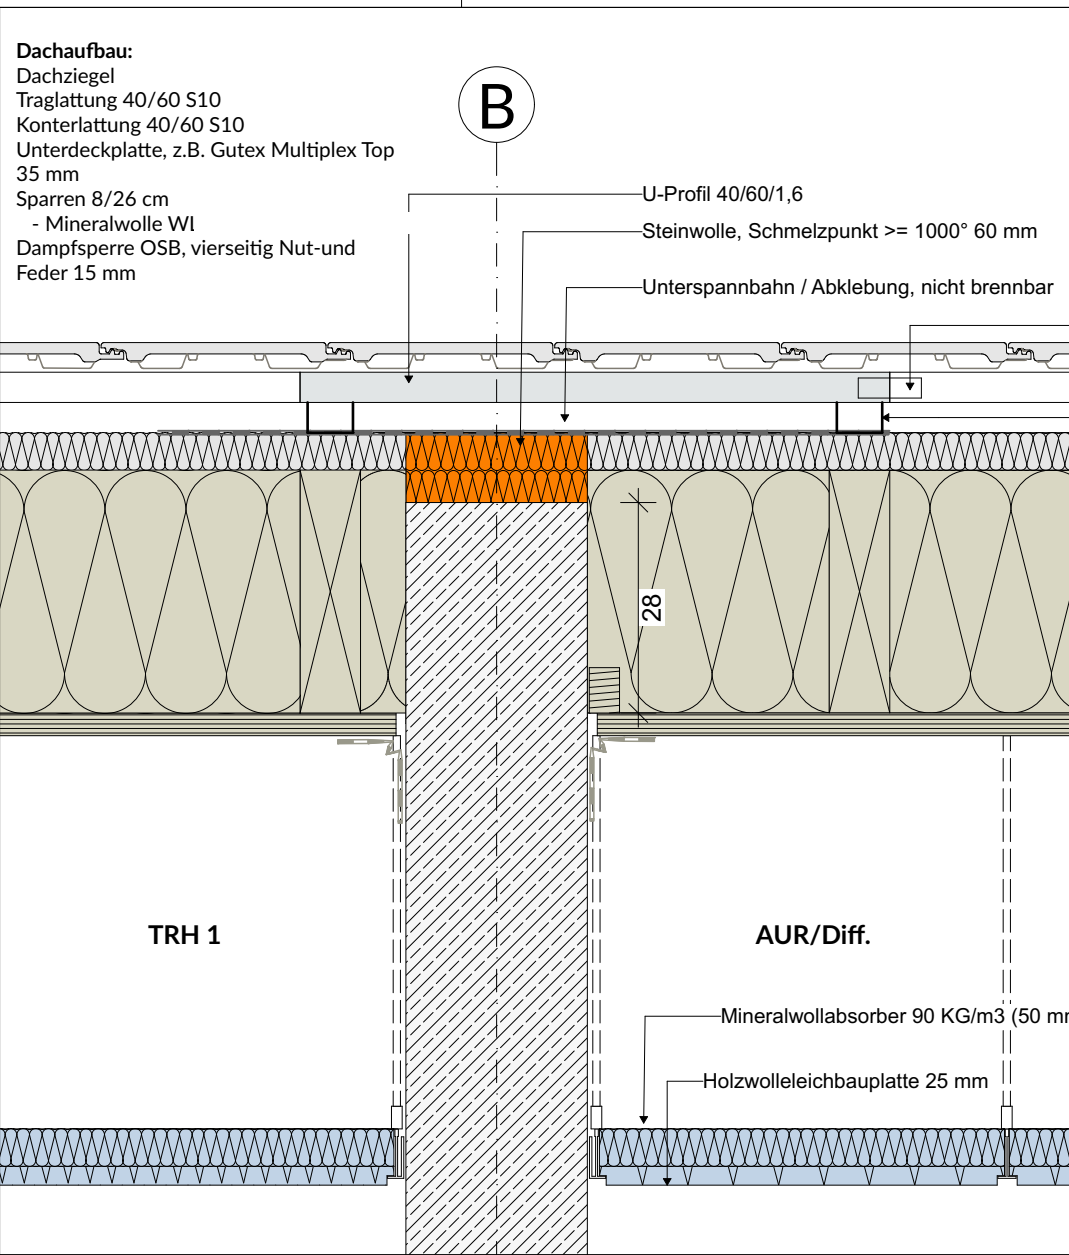 Dachaufbau:
Dachziegel
Traglattung 40/60 S10
Konterlattung 40/60 S10
Unterdeckplatte, z.B. Gutex Multiplex Top
35 mm
Sparren 8/26 cm
- Mineralwolle WL
Dampfsperre OSB, vierseitig Nut-und
Feder 15 mm
B
U-Profil 40/60/1,6
Steinwolle, Schmelzpunkt >= 1000° 60 mm
Unterspannbahn / Abklebung, nicht brennbar
28
TRH 1
AUR/Diff.
Mineralwollabsorber 90 KG/m3 (50 mm
Holzwolleleichbauplatte 25 mm